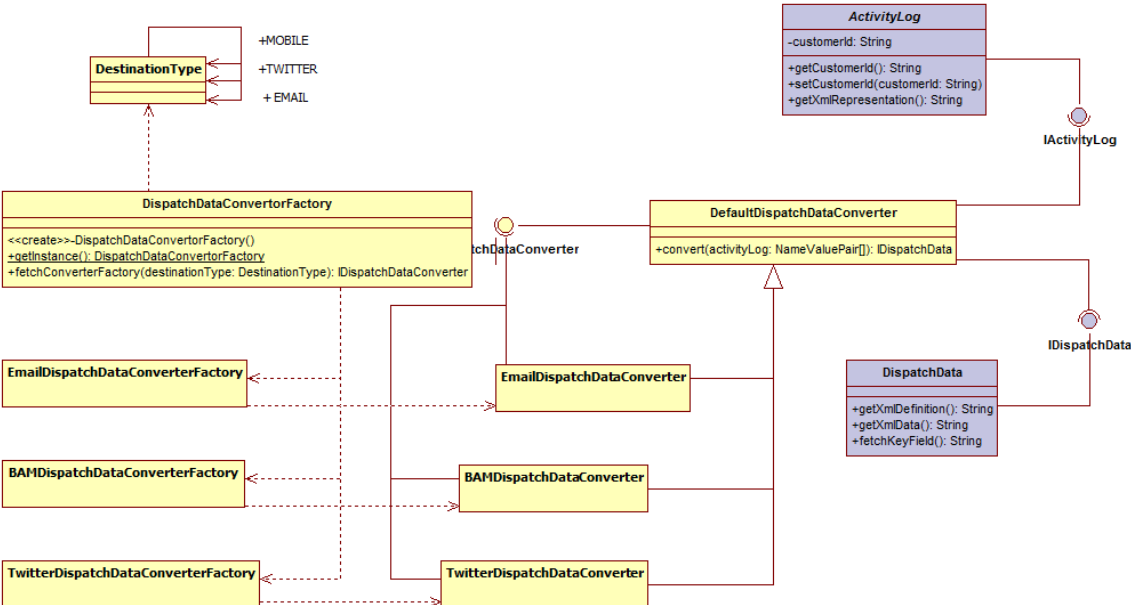 ActivityLog
-customerId: String
+getCustomerId(): String
+setCustomerId(customerId: String)
+getXmlRepresentation(): String
+MOBILE
+TWITTER
+ EMAIL
DestinationType
IActivityLog
DispatchDataConvertorFactory
<<create>>-DispatchDataConvertorFactory()
+getInstance(): DispatchDataConvertorFactory
+fetchConverterFactory(destinationType: DestinationType): IDispatchDataConverter
tchDataConverter
DefaultDispatchDataConverter
+convert(activityLog: NameValuePair[]): IDispatchData
IDispatchData
DispatchData
+getXmlDefinition(): String
+getXmlData(): String
+fetchKeyField(): String
EmailDispatchDataConverterFactory
EmailDispatchDataConverter
BAMDispatchDataConverterFactory
BAMDispatchDataConverter
TwitterDispatchDataConverterFactory
TwitterDispatchDataConverter